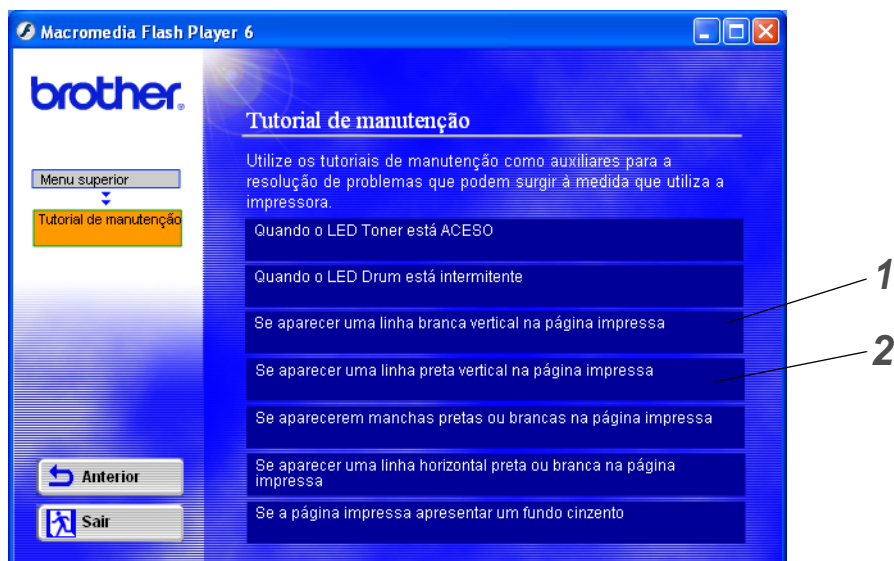 Macromedia Flash Player 6
brother
Tutorial de manutenção
Utilize os tutoriais de manutenção como auxiliares para a
resolução de problemas que podem surgir à medida que utiliza a
impressora.
Menu superior
Tutorial de manutenção
Quando o LED Toner está ACESO
Quando o LED Drum está intermitente
Se aparecer uma linha branca vertical na página impressa
1
Se aparecer uma linha preta vertical na página impressa
2
Se aparecerem manchas pretas ou brancas na página impressa
Se aparecer uma linha horizontal preta ou branca na página
impressa
Se a página impressa apresentar um fundo cinzento
Anterior
Sair